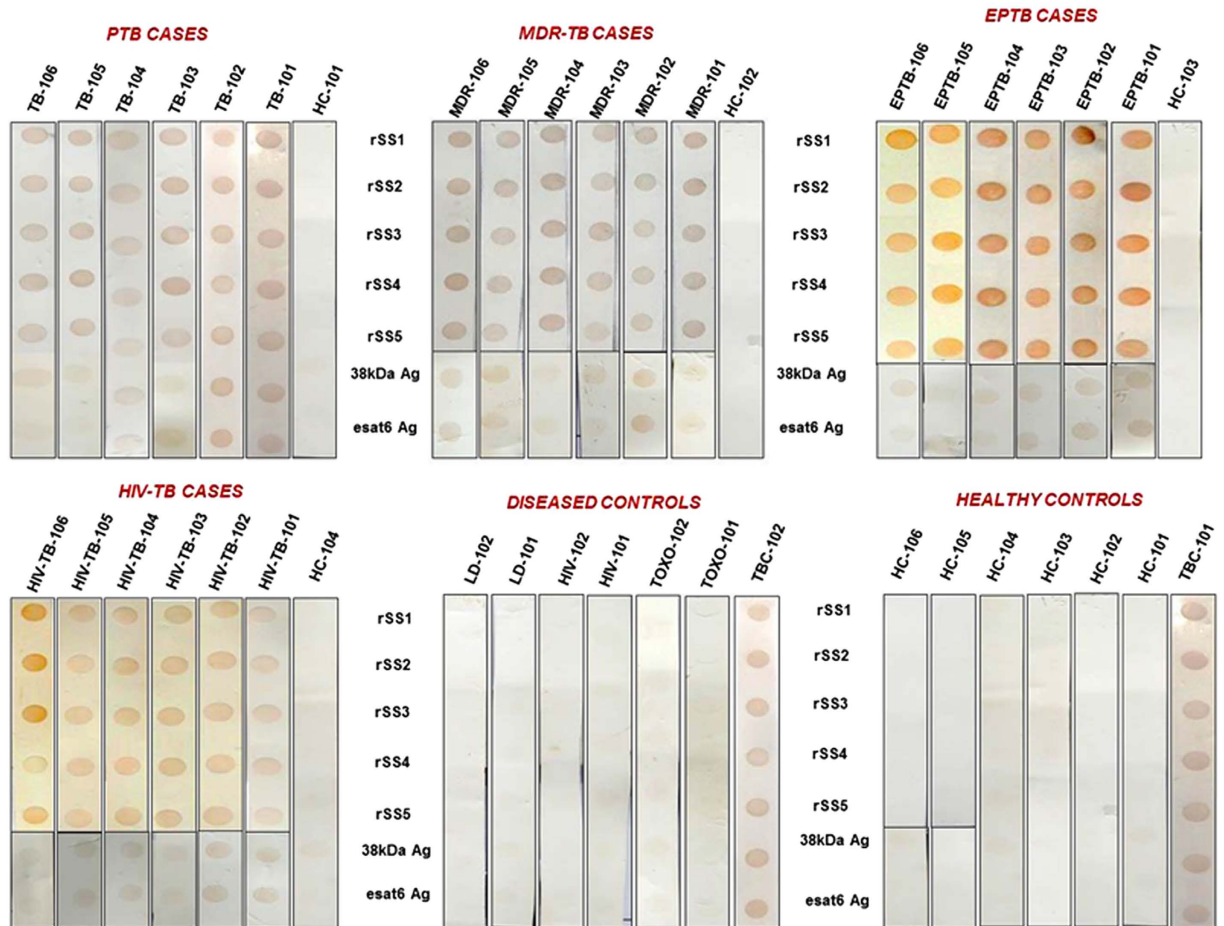 PTB CASES
TB-106
TB-105
TB-104
TB-103
TB-102
TB-101
HC-101
MDR-TB CASES
MDR-106
MDR-105
MDR-104
MDR-103
MDR-102
MDR-101
HC-102
EPTB CASES
EPTB-106
EPTB-105
EPTB-104
EPTB-103
EPTB-102
EPTB-101
HC-103
rSS1
rSS2
rSS3
rSS4
rSS5
38kDa Ag
esat6 Ag
rSS1
rSS2
rSS3
rSS4
rSS5
38kDa Ag
esat6 Ag
HIV-TB CASES
HIV-TB-106
HIV-TB-105
HIV-TB-104
HIV-TB-103
HIV-TB-102
HIV-TB-101
HC-104
DISEASED CONTROLS
LD-102
LD-101
HIV-102
HIV-101
TOXO-102
TOXO-101
TBC-102
HEALTHY CONTROLS
HC-106
HC-105
HC-104
HC-103
HC-102
HC-101
TBC-101
rSS1
rSS2
rSS3
rSS4
rSS5
38kDa Ag
esat6 Ag
rSS1
rSS2
rSS3
rSS4
rSS5
38kDa Ag
esat6 Ag